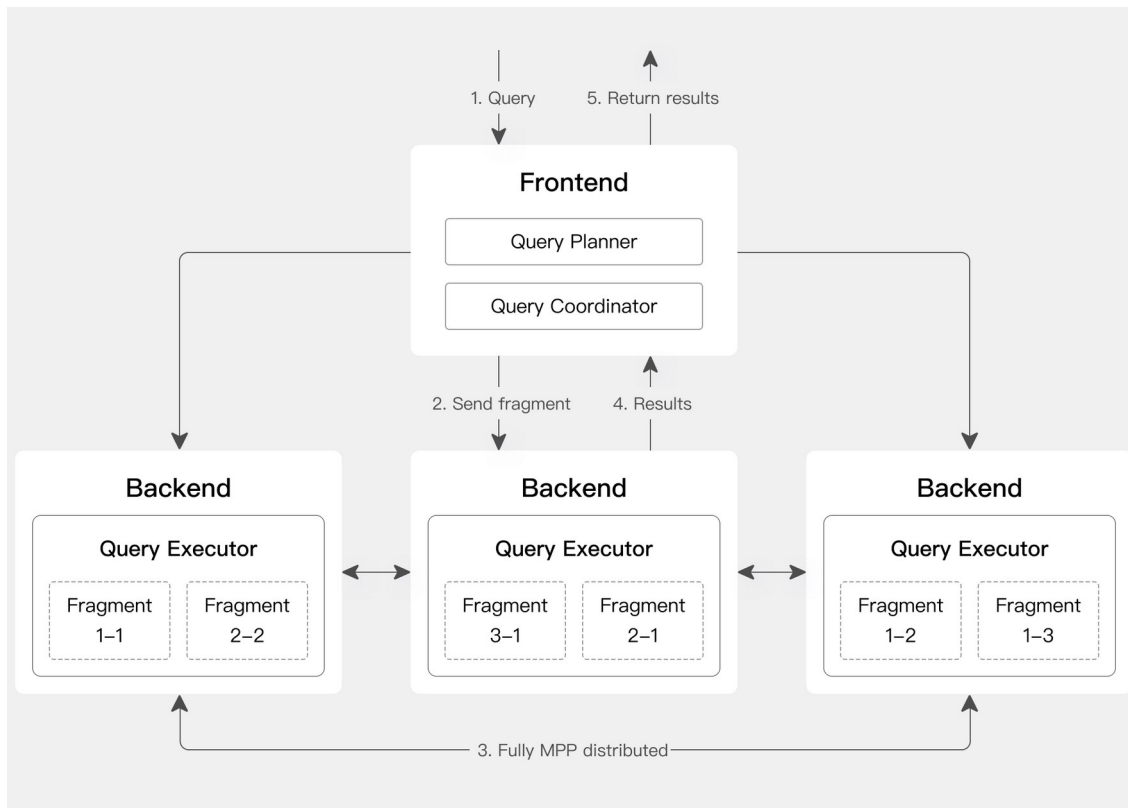 1. Query
5. Return results
Frontend
Query Planner
Query Coordinator
2. Send fragment
4. Results
Backend
Query Executor
Fragment
1–1
Fragment
2–2
Backend
Query Executor
Fragment
3–1
Fragment
2–1
Backend
Query Executor
Fragment
1–2
Fragment
1–3
3. Fully MPP distributed